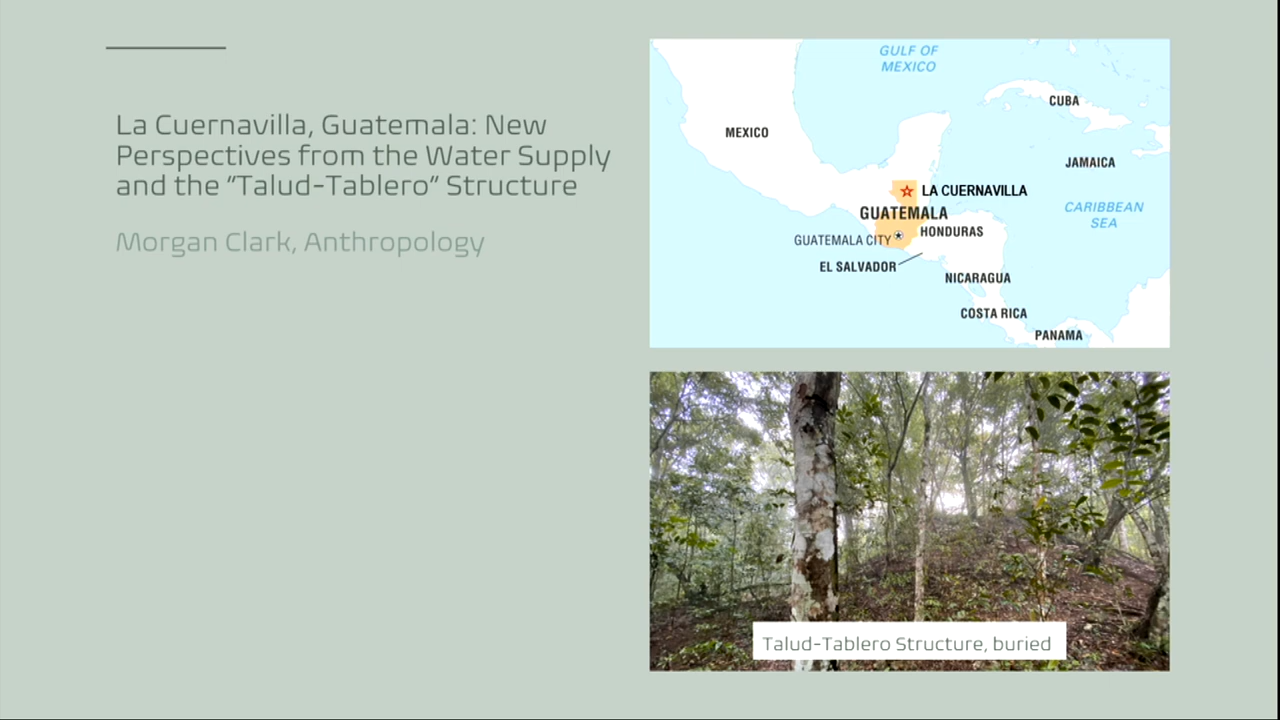 La Cuernavilla, Guatemala: New
Perspectives from the Water Supply
and the "Talud-Tablero" Structure
Morgan Clark, Anthropology
GULF OF
MEXICO
CUBA
MEXICO
JAMAICA
LA CUERNAVILLA
CARIBBEAN
SEA
GUATEMALA
HONDURAS
GUATEMALA CITY
EL SALVADOR
NICARAGUA
COSTA RICA
PANAMA
Talud-Tablero Structure, buried